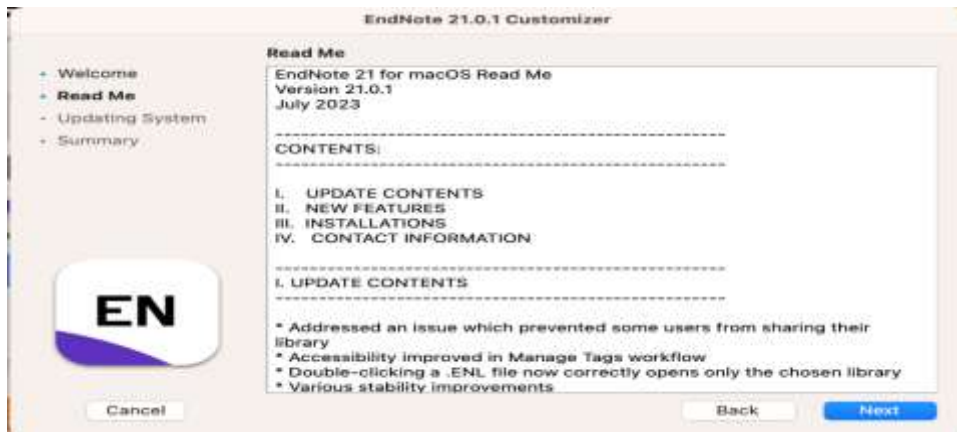 EndNote 21.0.1 Customizer
Welcome
Read Me
Updating System
Summary
EN
Read Me
EndNote 21 for macOS Read Me
Version 21.0.1
July 2023
------------------------------------------------------------
CONTENTS:
------------------------------------------------------------
I. UPDATE CONTENTS
II. NEW FEATURES
III. INSTALLATIONS
IV. CONTACT INFORMATION
------------------------------------------------------------
I. UPDATE CONTENTS
------------------------------------------------------------
* Addressed an issue which prevented some users from sharing their
library
* Accessibility improved in Manage Tags workflow
* Double-clicking a .ENL file now correctly opens only the chosen library
* Various stability improvements
Cancel
Back
Next